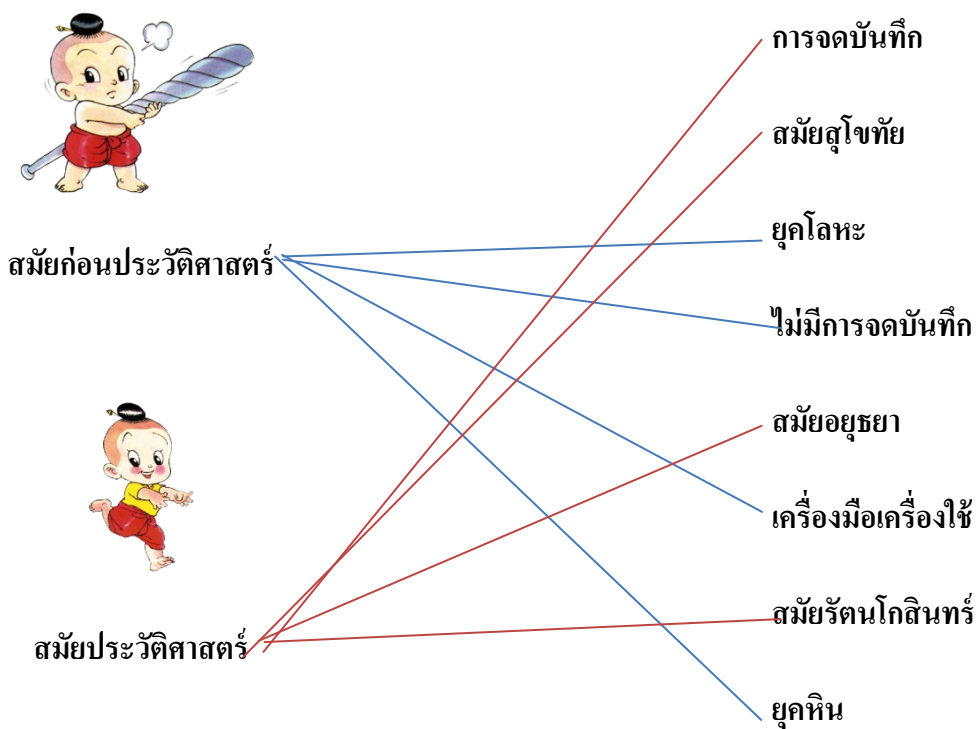 การจดบันทึก
สมัยสุโขทัย
ยุคโลหะ
สมัยก่อนประวัติศาสตร์
ไม่มีการจดบันทึก
สมัยอยุธยา
เครื่องมือเครื่องใช้
สมัยรัตนโกสินทร์
สมัยประวัติศาสตร์
ยุคหิน